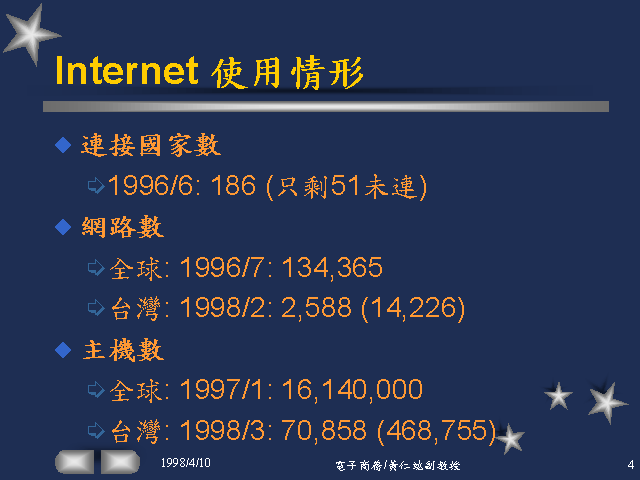 Internet 使用情形
連接國家數
1996/6: 186 (只剩51未連)
網路數
全球: 1996/7: 134,365
台灣: 1998/2: 2,588 (14,226)
主機數
全球: 1997/1: 16,140,000
台灣: 1998/3: 70,858 (468,755)
1998/4/10
電子商務/黃仁竑副教授
4